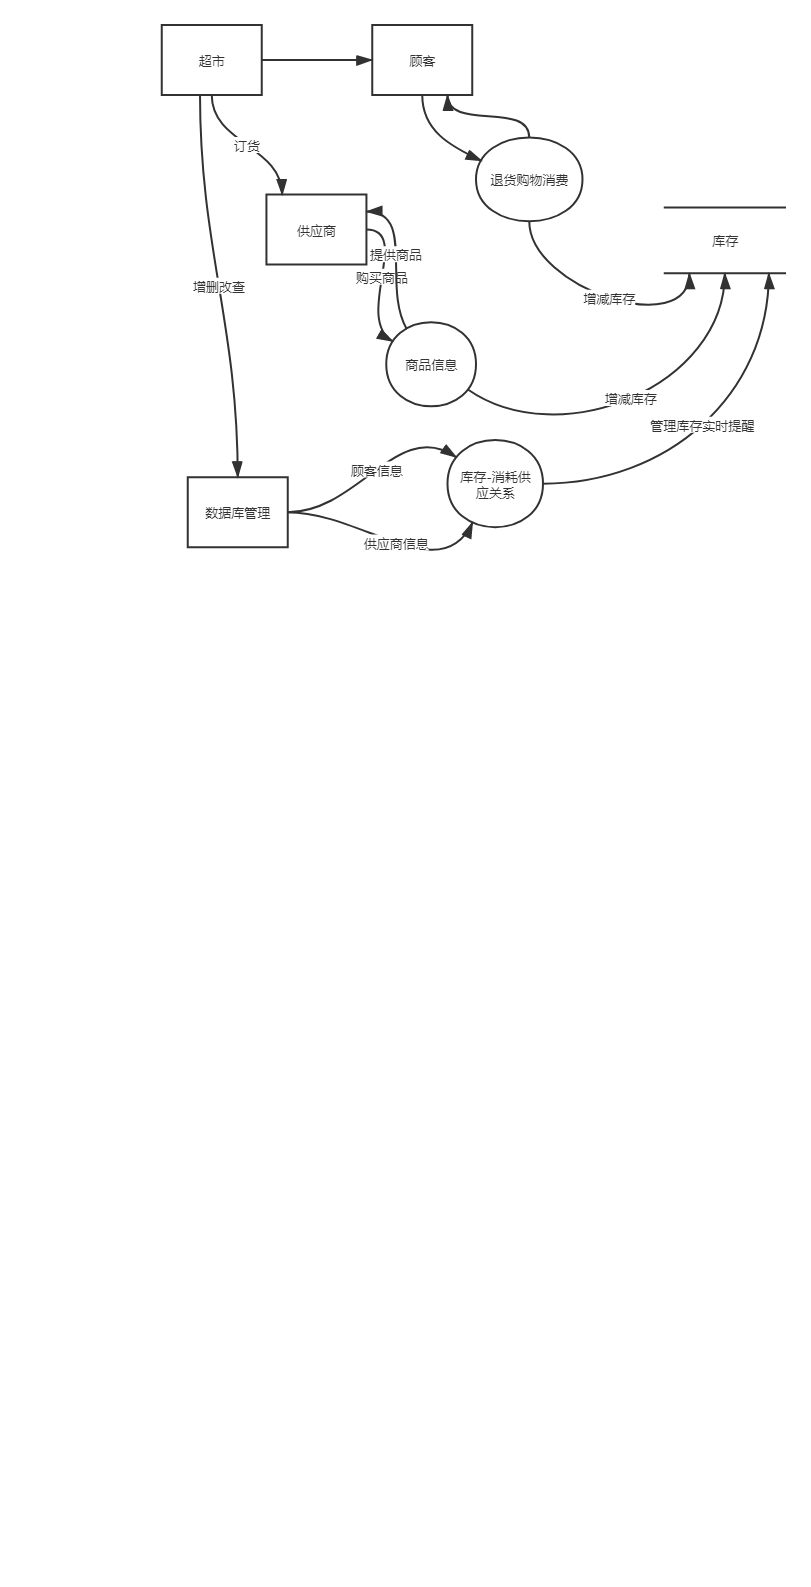 超市
顾客
订货
退货购物消费
供应商
库存
提供商品
购买商品
增删改查
增减库存
商品信息
增减库存
管理库存实时提醒
顾客信息
库存-消耗供
应关系
数据库管理
供应商信息